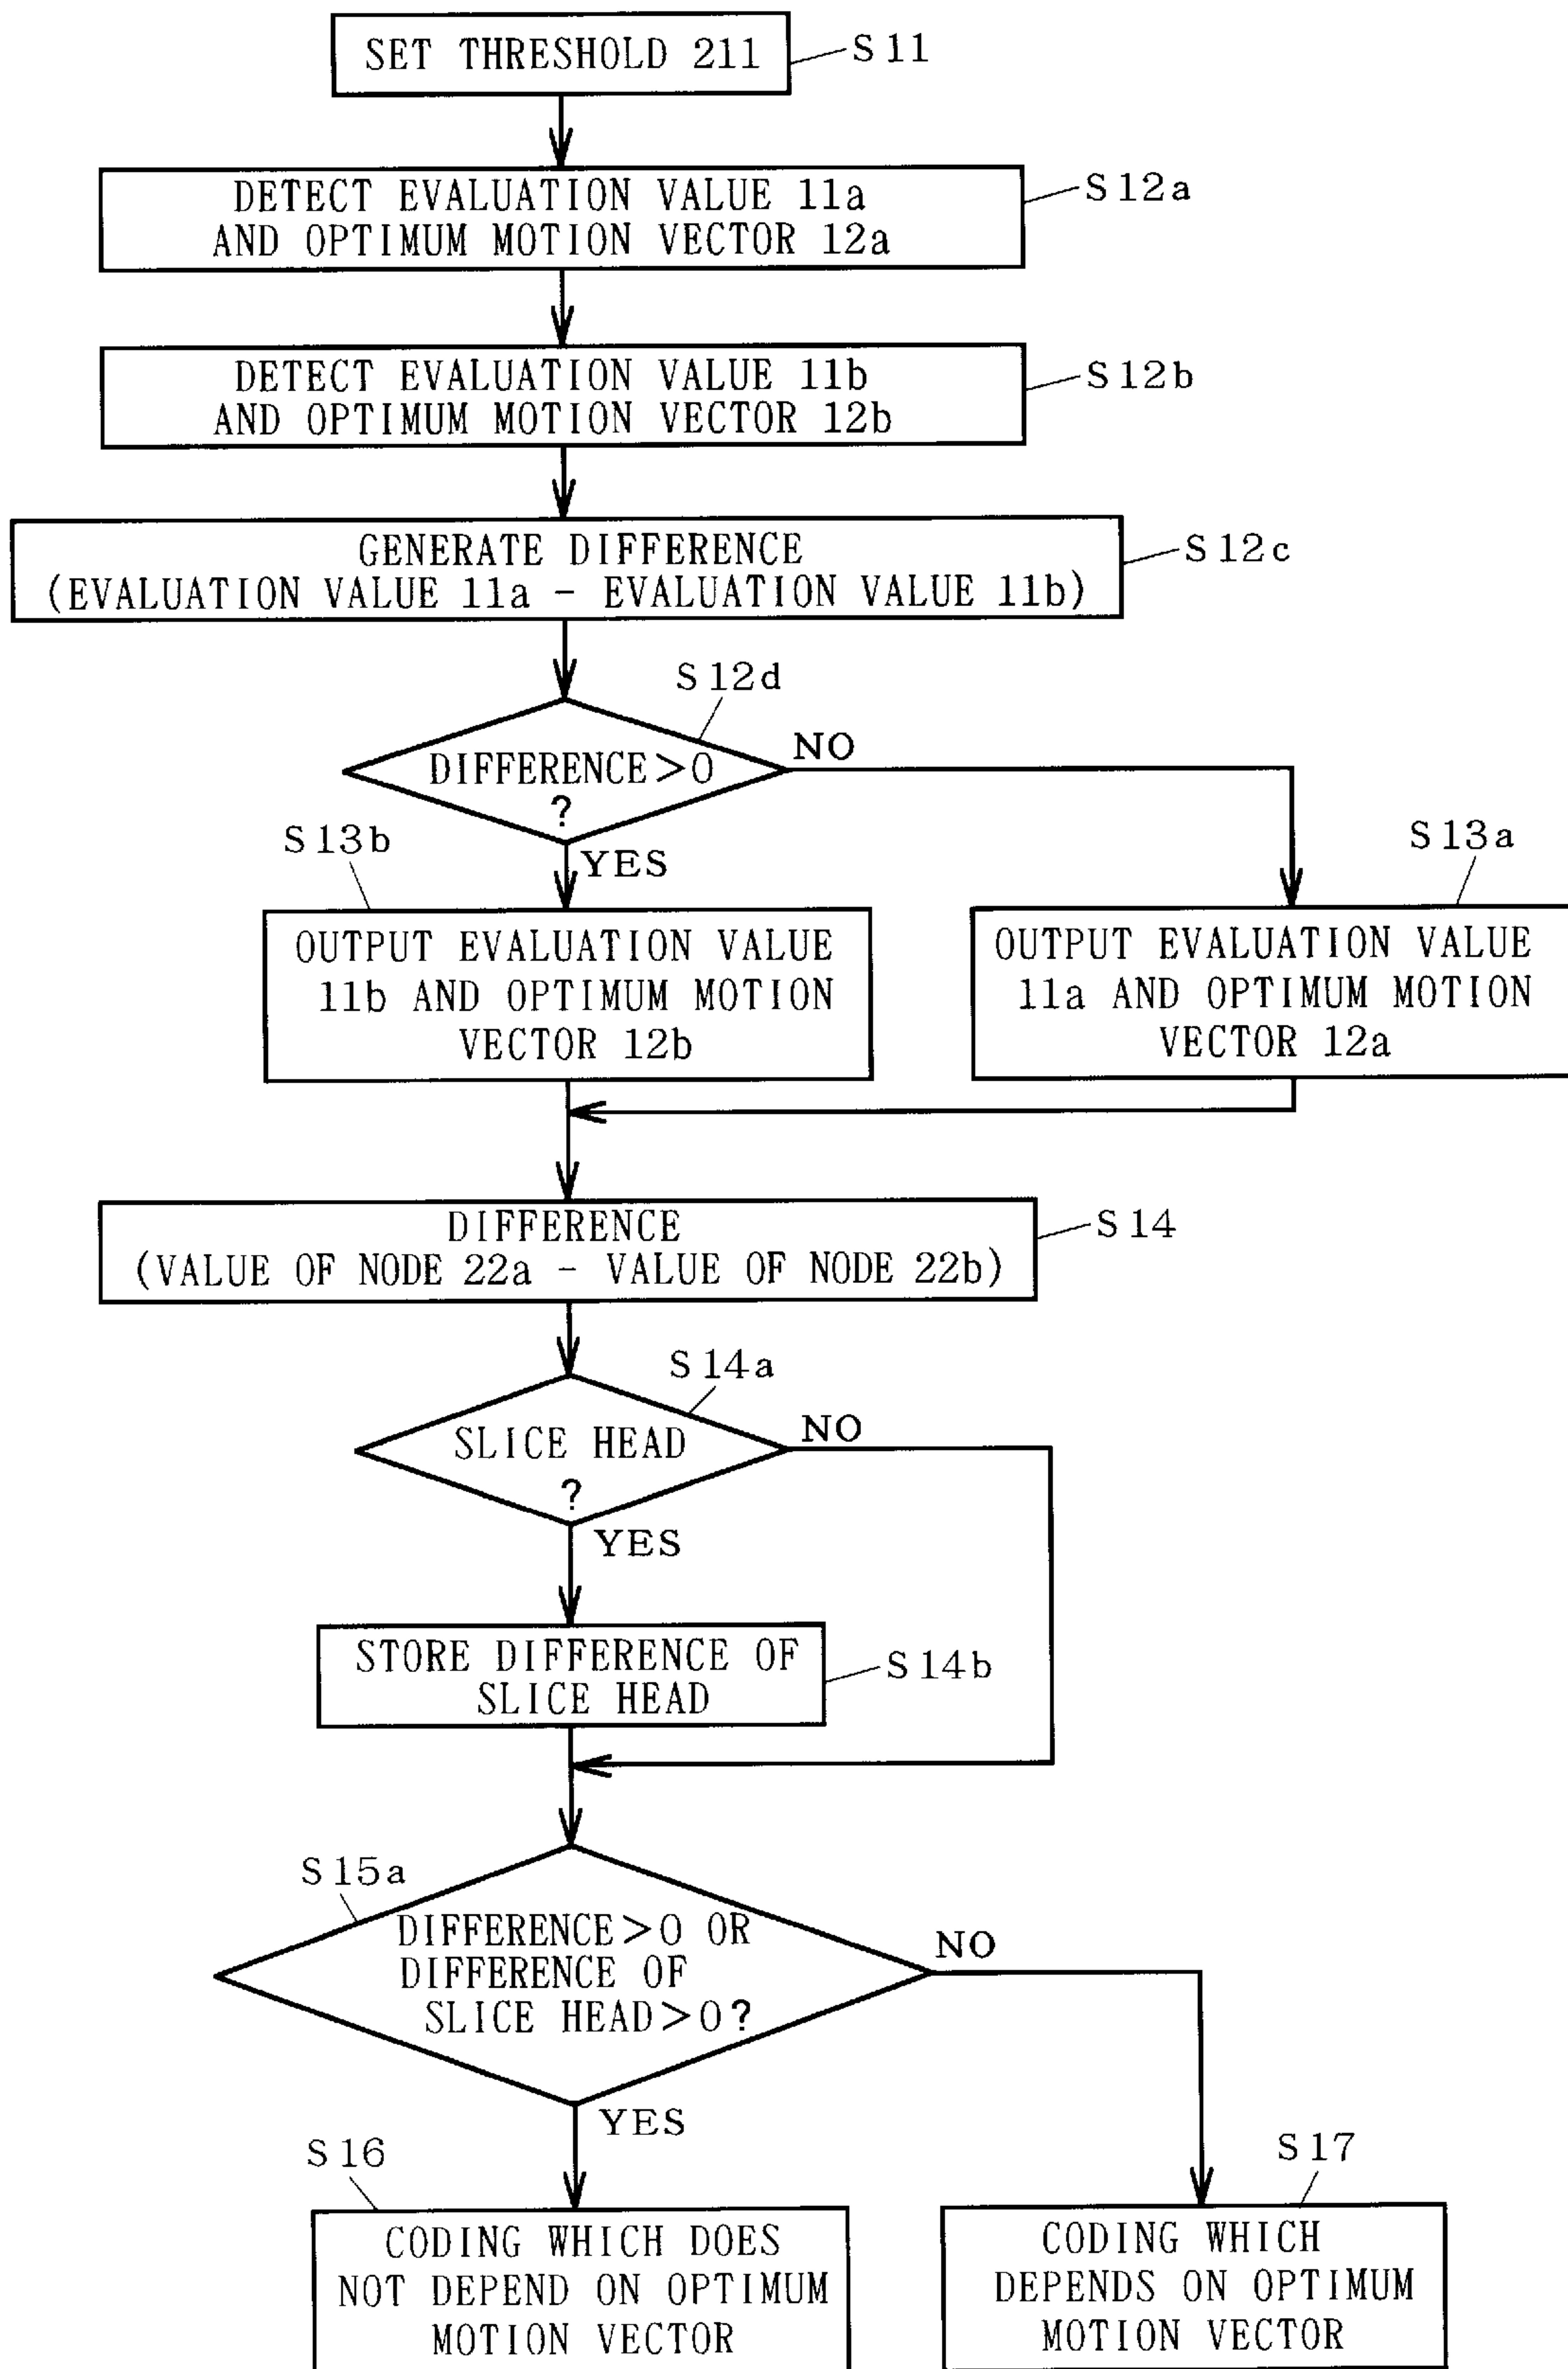 SET THRESHOLD 211
S11
DETECT EVALUATION VALUE 11a
AND OPTIMUM MOTION VECTOR 12a
S12a
DETECT EVALUATION VALUE 11b
AND OPTIMUM MOTION VECTOR 12b
S12b
GENERATE DIFFERENCE
(EVALUATION VALUE 11a - EVALUATION VALUE 11b)
S12c
S12d
DIFFERENCE>0
?
NO
YES
S13b
OUTPUT EVALUATION VALUE
11b AND OPTIMUM MOTION
VECTOR 12b
S13a
OUTPUT EVALUATION VALUE
11a AND OPTIMUM MOTION
VECTOR 12a
DIFFERENCE
(VALUE OF NODE 22a - VALUE OF NODE 22b)
S14
S14a
SLICE HEAD
?
NO
YES
STORE DIFFERENCE OF
SLICE HEAD
S14b
S15a
DIFFERENCE>0 OR
DIFFERENCE OF
SLICE HEAD>0?
NO
YES
S16
CODING WHICH DOES
NOT DEPEND ON OPTIMUM
MOTION VECTOR
S17
CODING WHICH
DEPENDS ON OPTIMUM
MOTION VECTOR